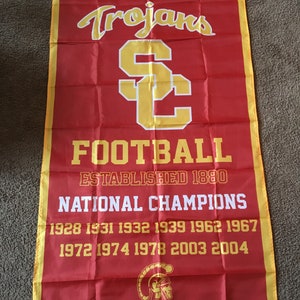 Trojans
SC
FOOTBALL
ESTABLISHED 1880
NATIONAL CHAMPIONS
1928 1931 1932 1939 1962 1967
1972 1974 1978 2003 2004